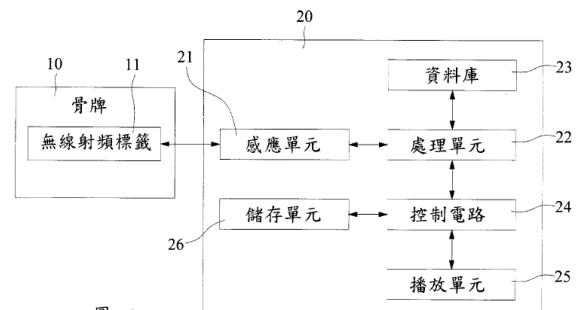 20
10
11
21
23
骨牌
資料庫
無線射頻標籤
感應單元
處理單元
22
儲存單元
控制電路
24
26
播放單元
25
圖